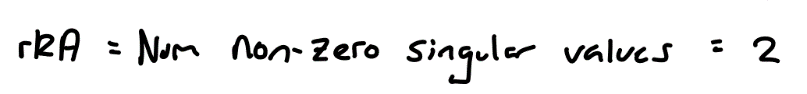 rkA = Num non-zero singular values = 2